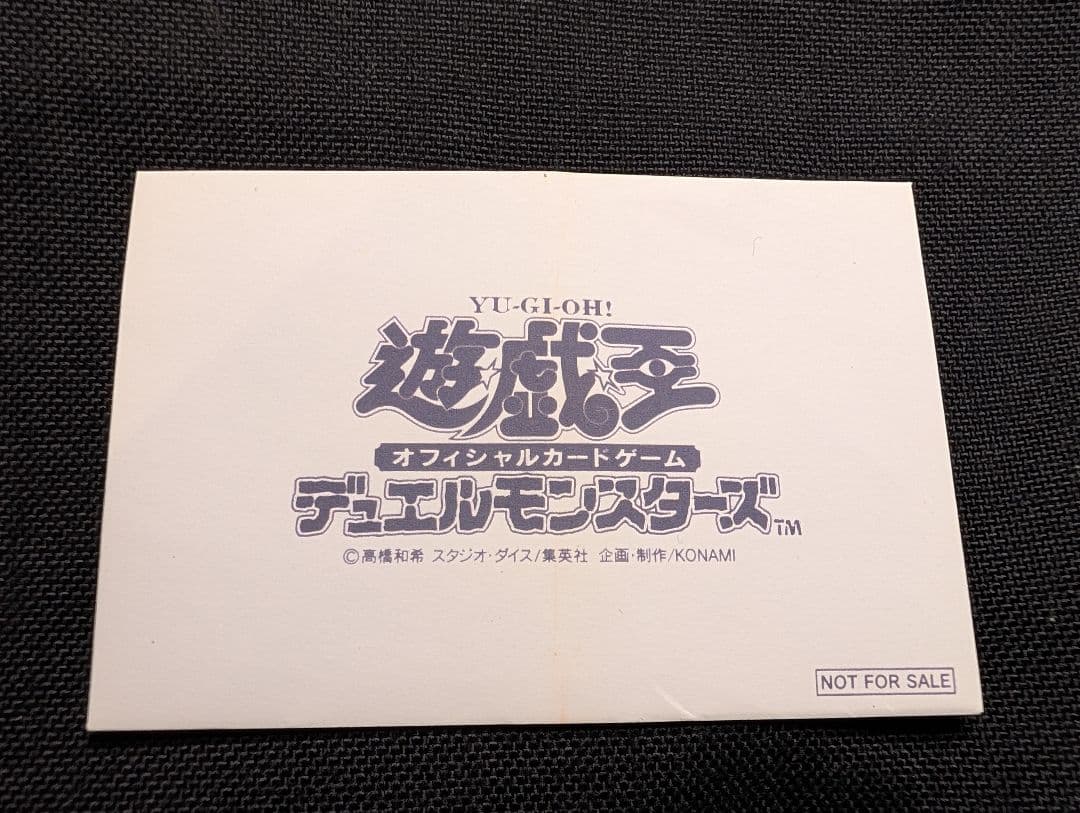 YU-GI-OH!
遊戯王
オフィシャルカードゲーム
デュエルモンスターズ™
©高橋和希 スタジオ・ダイス/集英社 企画・制作/KONAMI
NOT FOR SALE